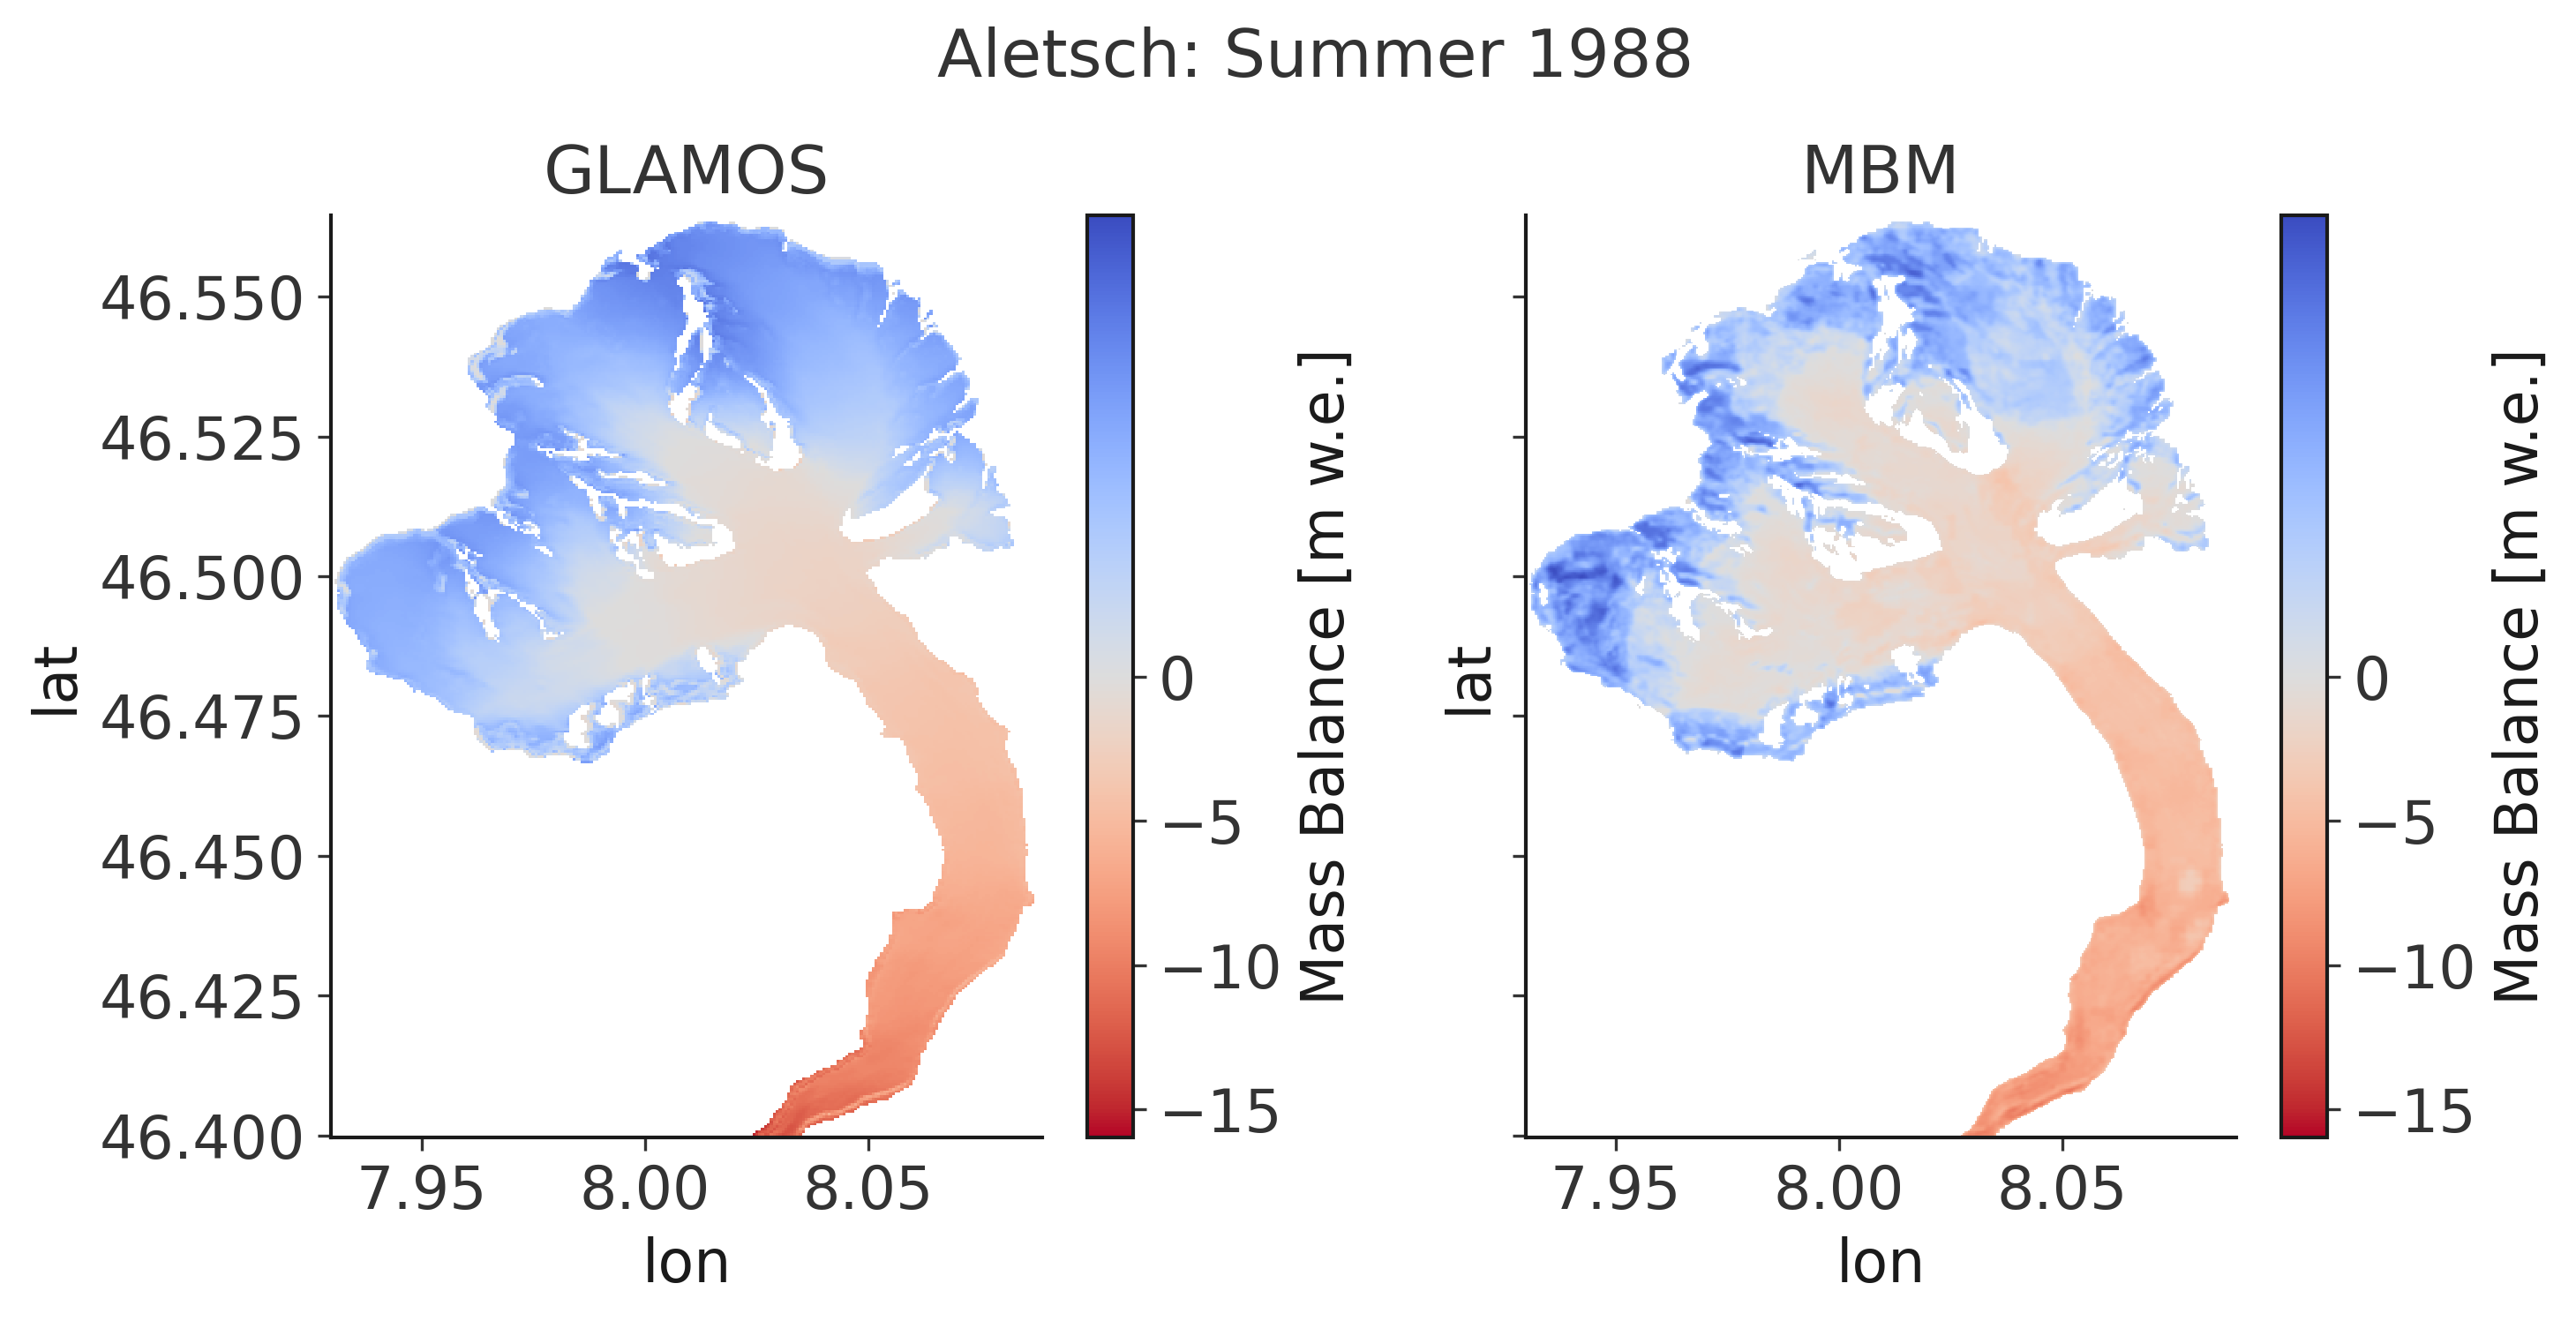 Aletsch: Summer 1988
GLAMOS
lat
46.550
46.525
46.500
46.475
46.450
46.425
46.400
7.95 8.00 8.05
lon
0
−5
−10
−15
Mass Balance [m w.e.]
MBM
lat
7.95 8.00 8.05
lon
0
−5
−10
−15
Mass Balance [m w.e.]